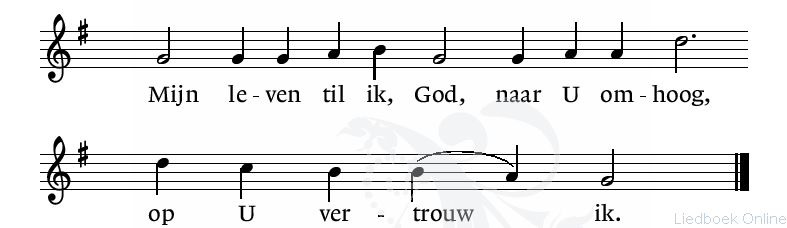 Mijn le - ven til ik, God, naar U om - hoog,
op U ver - trouw ik.
Liedboek Online